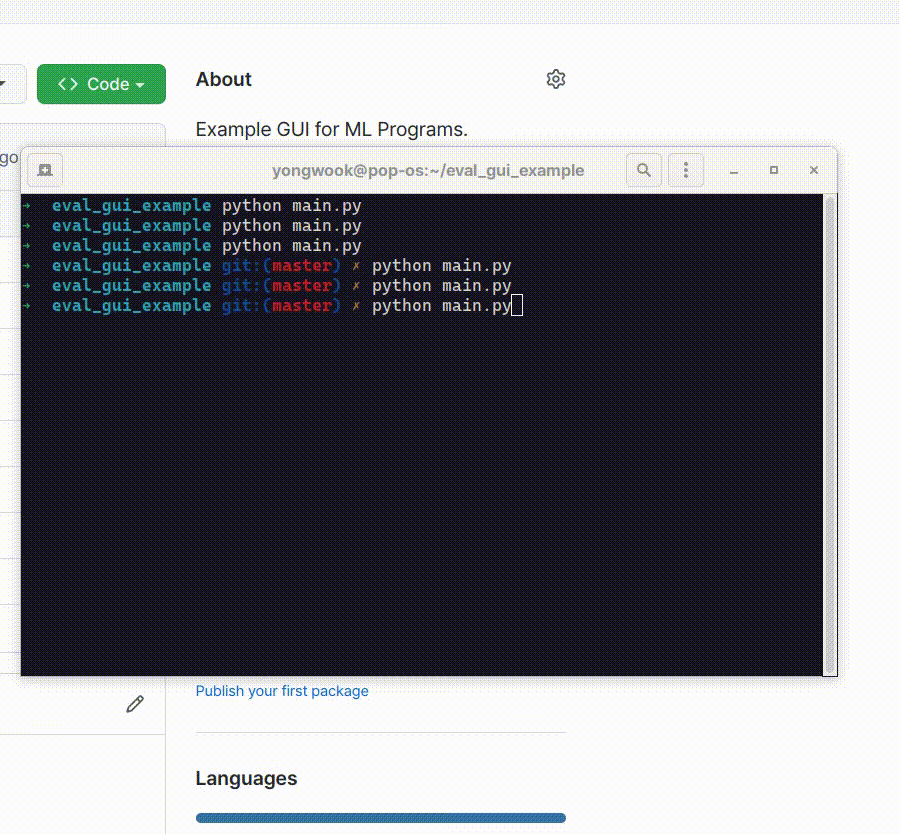 Code
About
Example GUI for ML Programs.
go
yongwook@pop-os:~/eval_gui_example
→ eval_gui_example python main.py
→ eval_gui_example python main.py
→ eval_gui_example python main.py
→ eval_gui_example git:(master) ✗ python main.py
→ eval_gui_example git:(master) ✗ python main.py
→ eval_gui_example git:(master) ✗ python main.py
Publish your first package
Languages